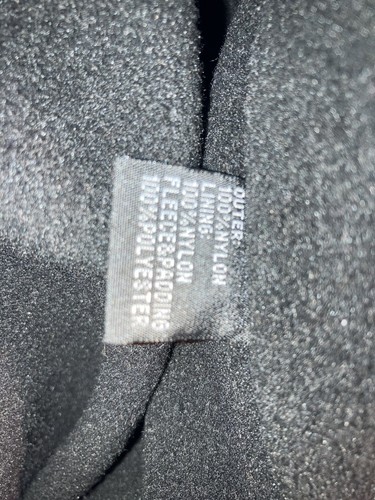 OUTER:
100%NYLON
LINING:
100%NYLON
FLEECE&PADDING
100%POLYESTER